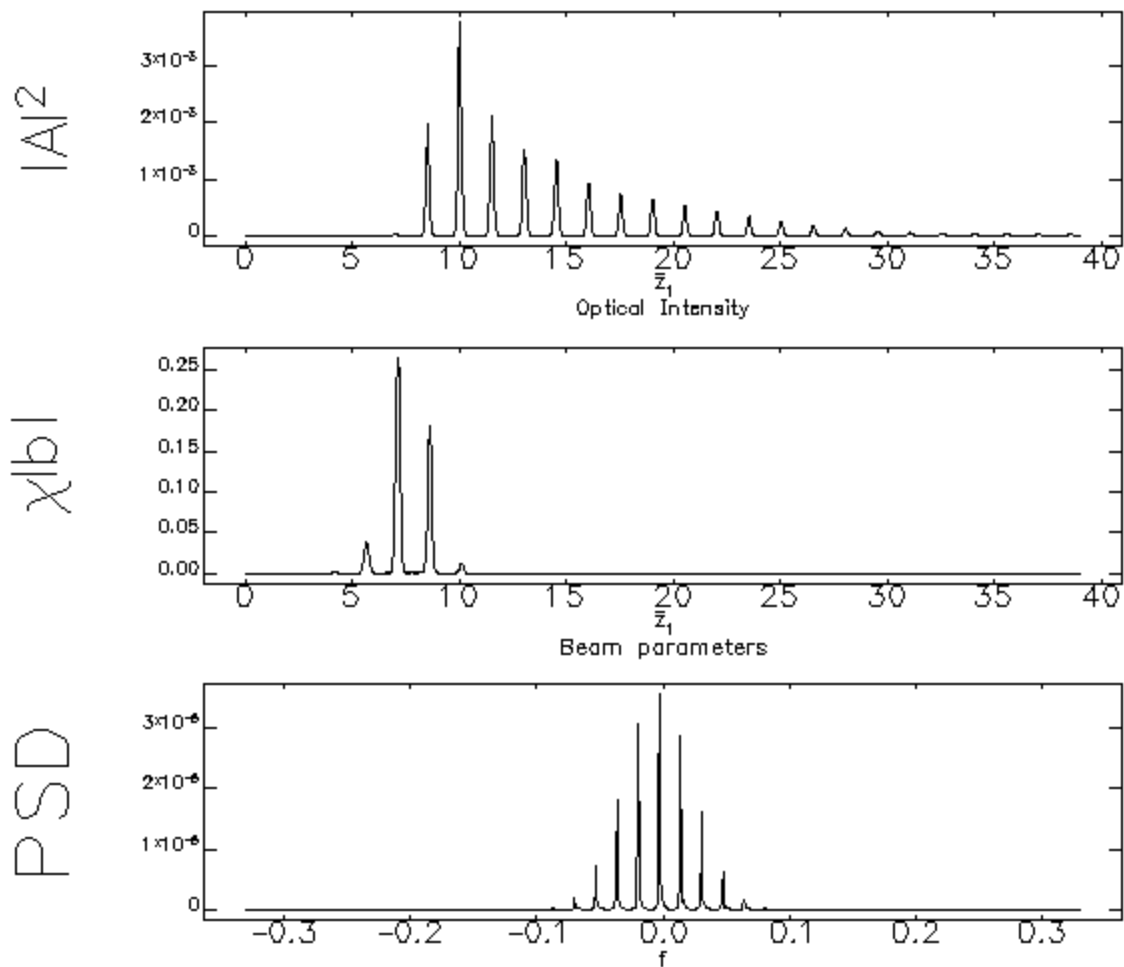 |A|²
3×10⁻³
2×10⁻³
1×10⁻³
0
0 5 10 15 20 25 30 35 40
z̄₁
Optical Intensity
χ|b|
0.25
0.20
0.15
0.10
0.05
0.00
0 5 10 15 20 25 30 35 40
z̄₁
Beam parameters
PSD
3×10⁻⁶
2×10⁻⁶
1×10⁻⁶
0
-0.3 -0.2 -0.1 0.0 0.1 0.2 0.3
f